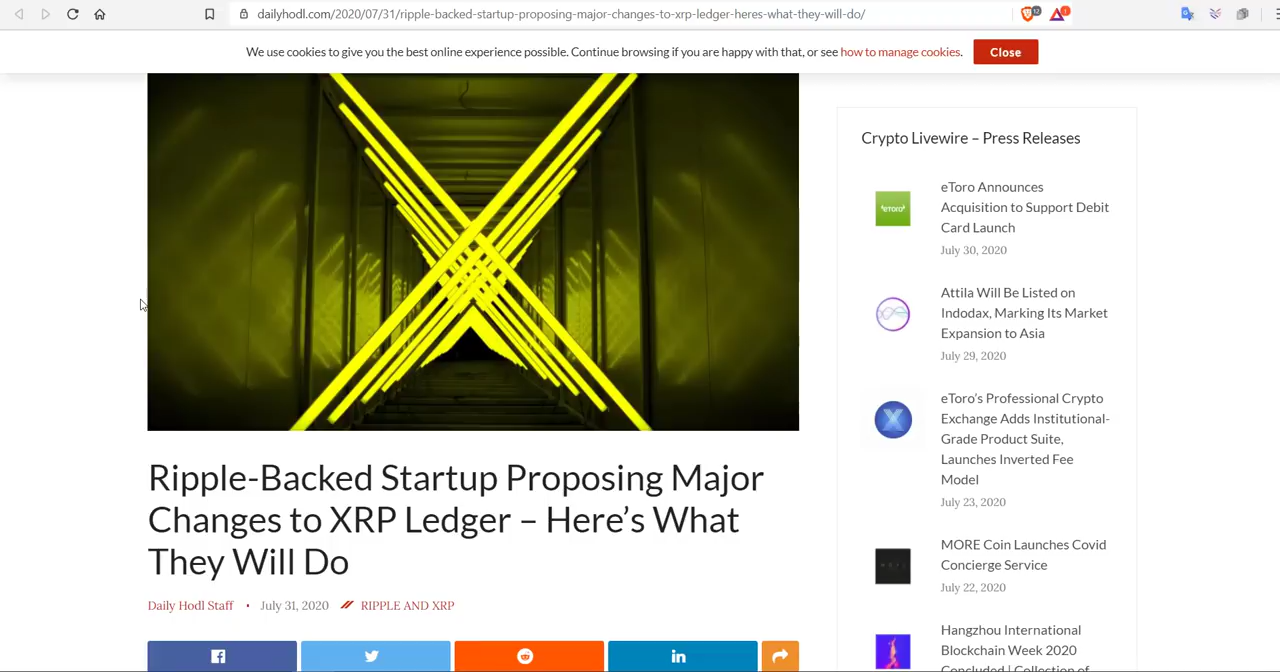 dailyhodl.com/2020/07/31/ripple-backed-startup-proposing-major-changes-to-xrp-ledger-heres-what-they-will-do/
We use cookies to give you the best online experience possible. Continue browsing if you are happy with that, or see how to manage cookies.
Close
Ripple-Backed Startup Proposing Major
Changes to XRP Ledger – Here's What
They Will Do
Daily Hodl Staff • July 31, 2020 RIPPLE AND XRP
Crypto Livewire – Press Releases
eToro
eToro Announces
Acquisition to Support Debit
Card Launch
July 30, 2020
Attila Will Be Listed on
Indodax, Marking Its Market
Expansion to Asia
July 29, 2020
eToro’s Professional Crypto
Exchange Adds Institutional-
Grade Product Suite,
Launches Inverted Fee
Model
July 23, 2020
MORE Coin Launches Covid
Concierge Service
July 22, 2020
Hangzhou International
Blockchain Week 2020
Concluded | Collection of